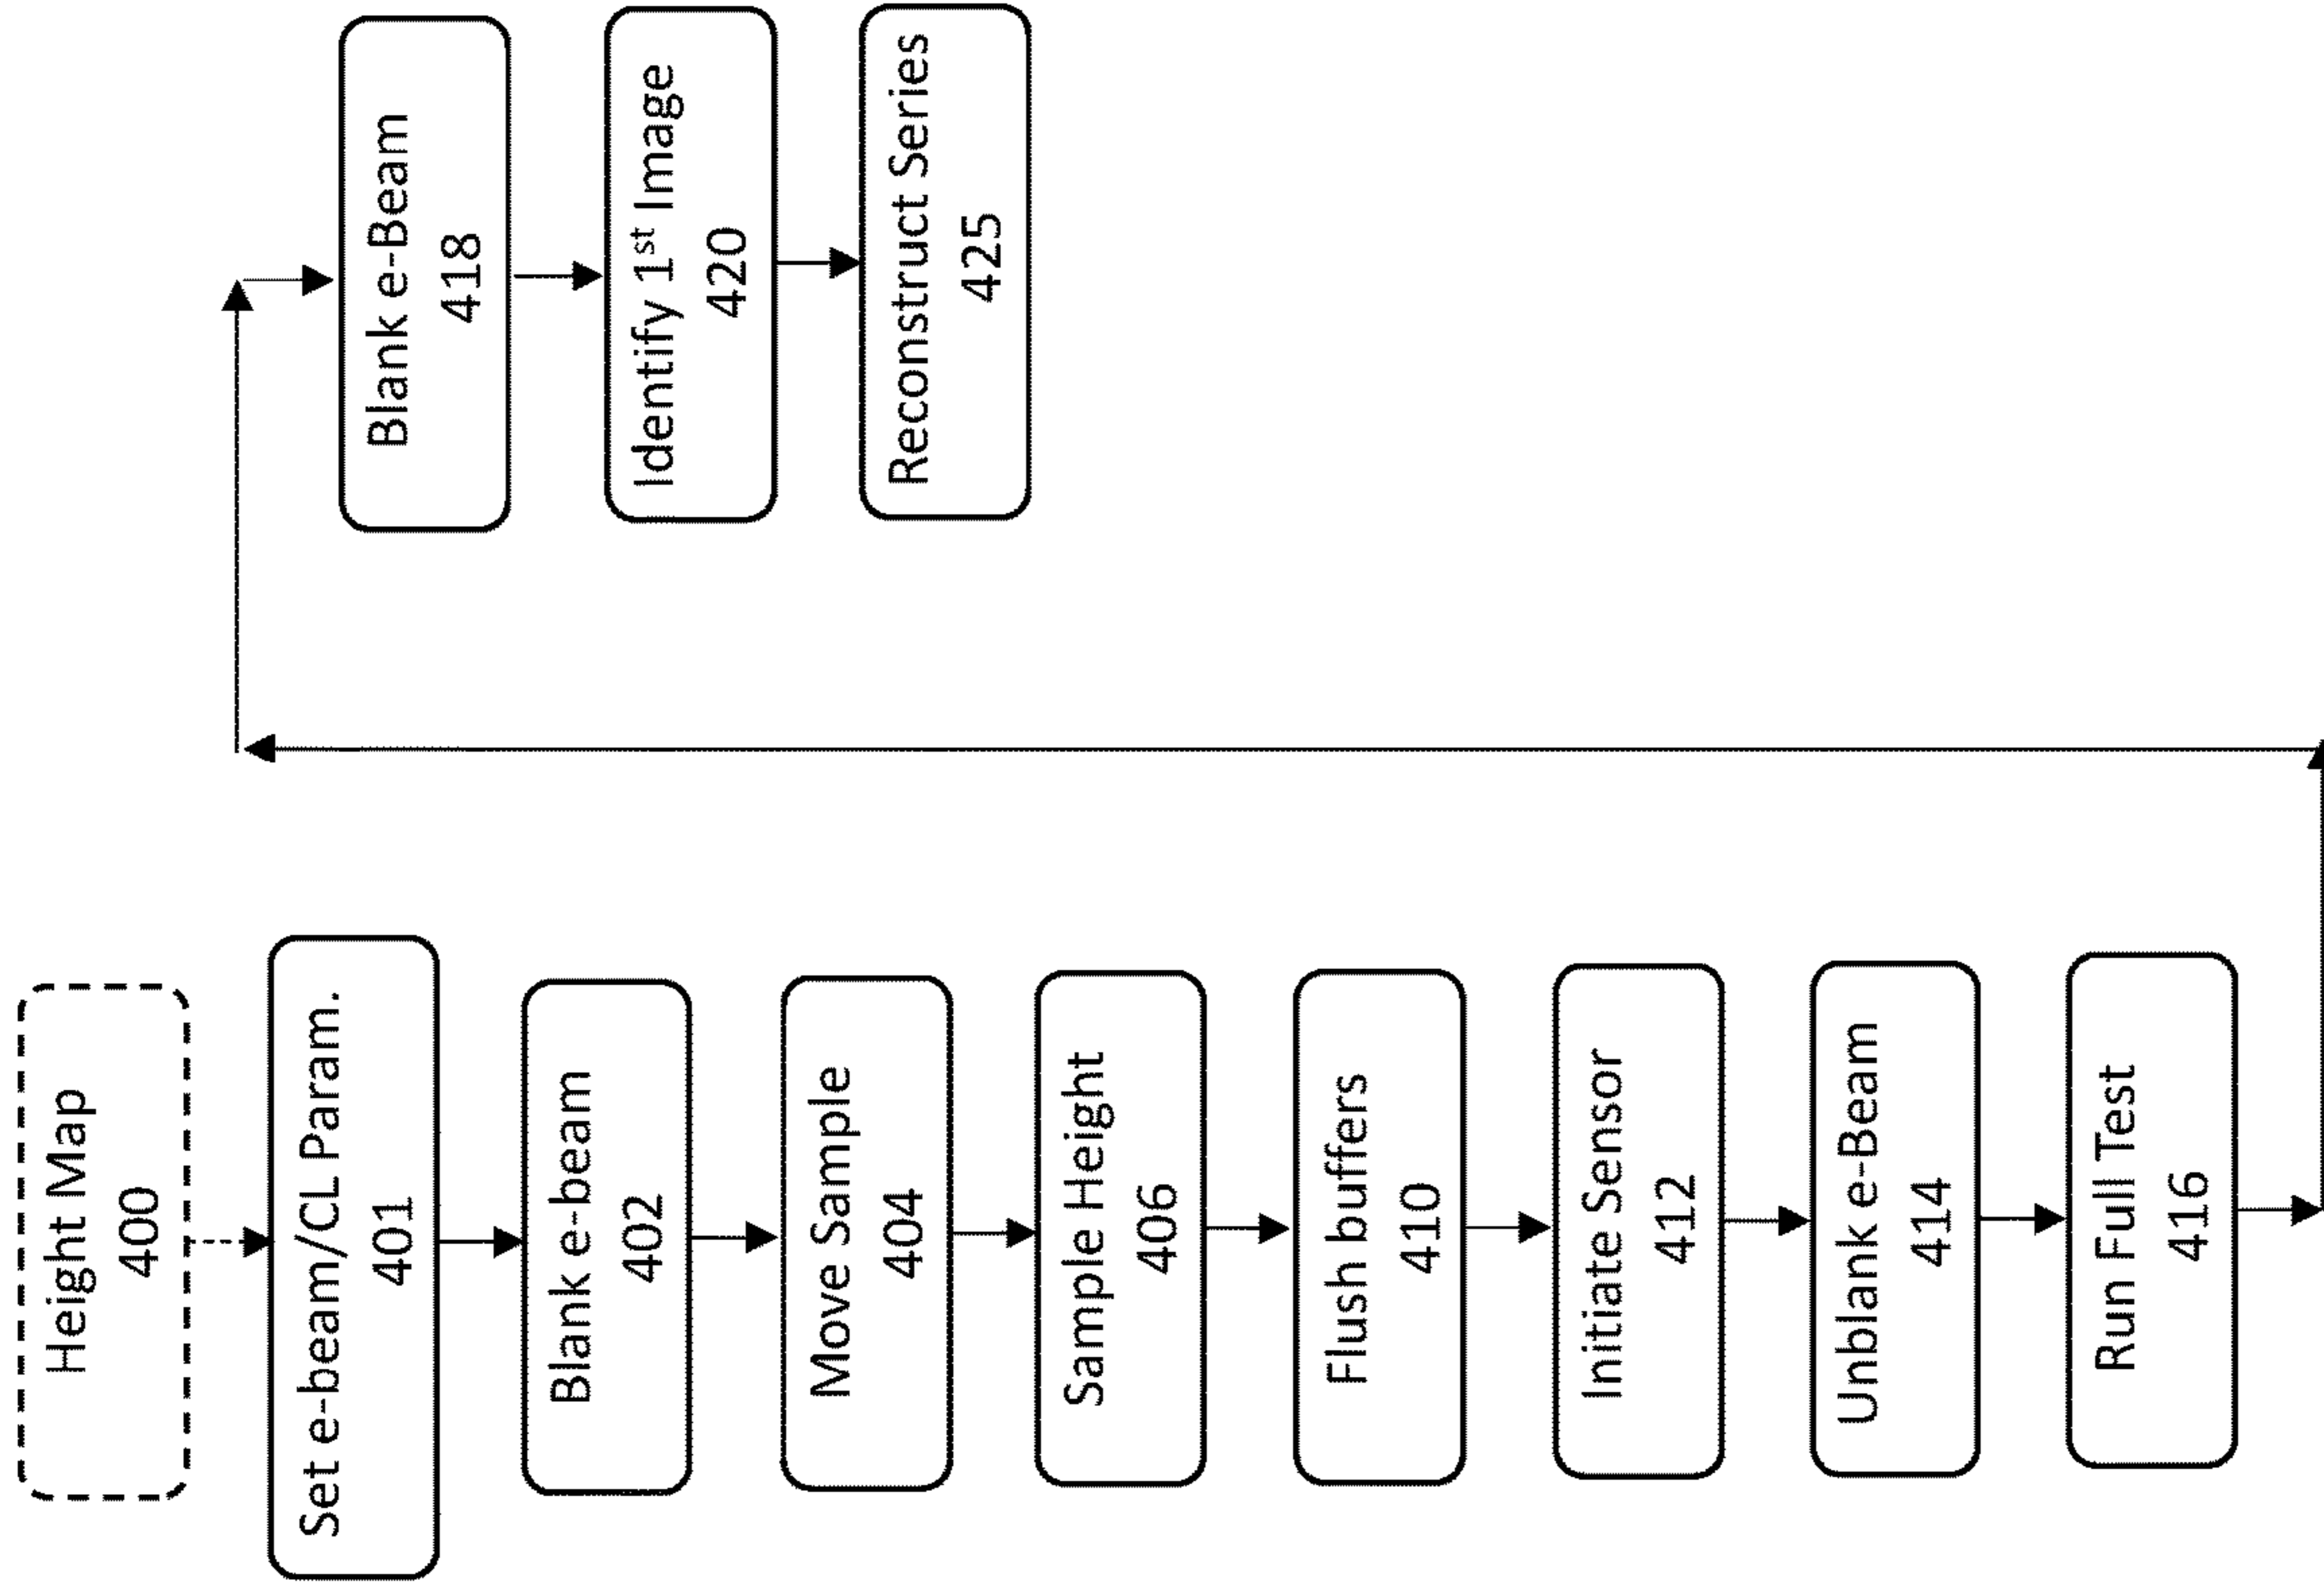 Height Map
400
Set e-beam/CL Param.
401
Blank e-beam
402
Move Sample
404
Sample Height
406
Flush buffers
410
Initiate Sensor
412
Unblank e-Beam
414
Run Full Test
416
Blank e-Beam
418
Identify 1st Image
420
Reconstruct Series
425